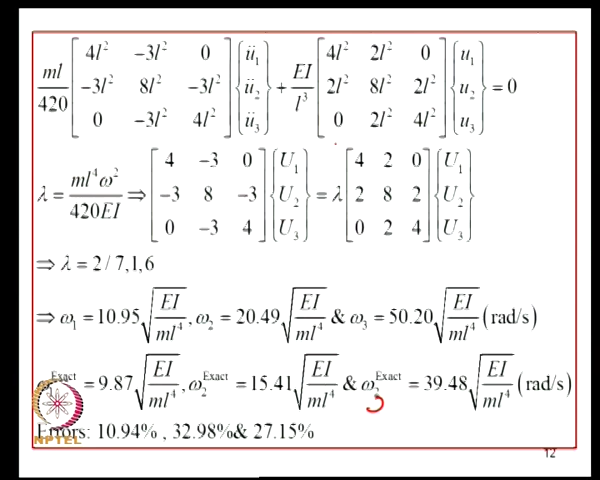 ml/420 [4l² −3l² 0; −3l² 8l² −3l²; 0 −3l² 4l²] {ü₁; ü₂; ü₃} + EI/l³ [4l² 2l² 0; 2l² 8l² 2l²; 0 2l² 4l²] {u₁; u₂; u₃} = 0
λ = ml⁴ω²/420EI ⇒ [4 −3 0; −3 8 −3; 0 −3 4] {U₁; U₂; U₃} = λ [4 2 0; 2 8 2; 0 2 4] {U₁; U₂; U₃}
⇒ λ = 2/7,1,6
⇒ ω₁ = 10.95√(EI/ml⁴), ω₂ = 20.49√(EI/ml⁴) & ω₃ = 50.20√(EI/ml⁴) (rad/s)
Exact = 9.87√(EI/ml⁴), ω₂^Exact = 15.41√(EI/ml⁴) & ω^Exact = 39.48√(EI/ml⁴) (rad/s)
Errors: 10.94% , 32.98%& 27.15%
NPTEL
12